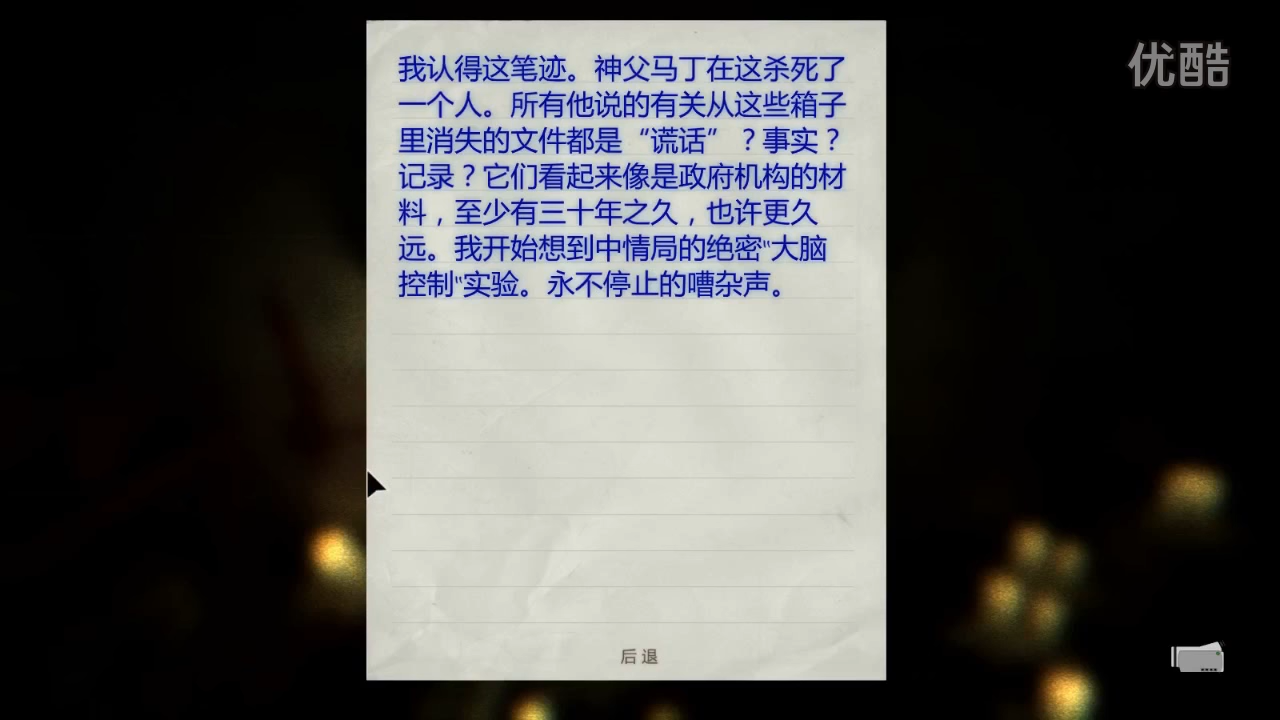 优酷
我认得这笔迹。神父马丁在这杀死了
一个人。所有他说的有关从这些箱子
里消失的文件都是“谎话”？事实？
记录？它们看起来像是政府机构的材
料，至少有三十年之久，也许更久
远。我开始想到中情局的绝密“大脑
控制“实验。永不停止的嘈杂声。
后退